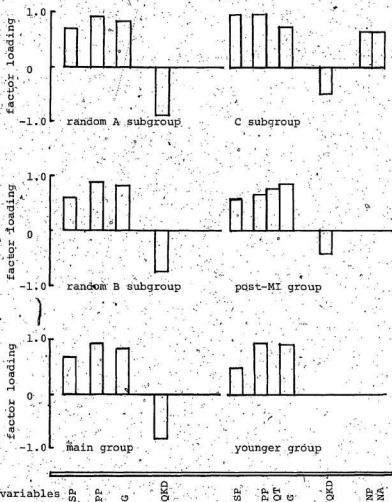 factor loading
1.0
0
-1.0
random A subgroup
C subgroup
factor loading
1.0
0
-1.0
random B subgroup
post-MI group
factor loading
1.0
0
-1.0
main group
younger group
variables SP PP G QKD SP PP DT G QKD NP NA